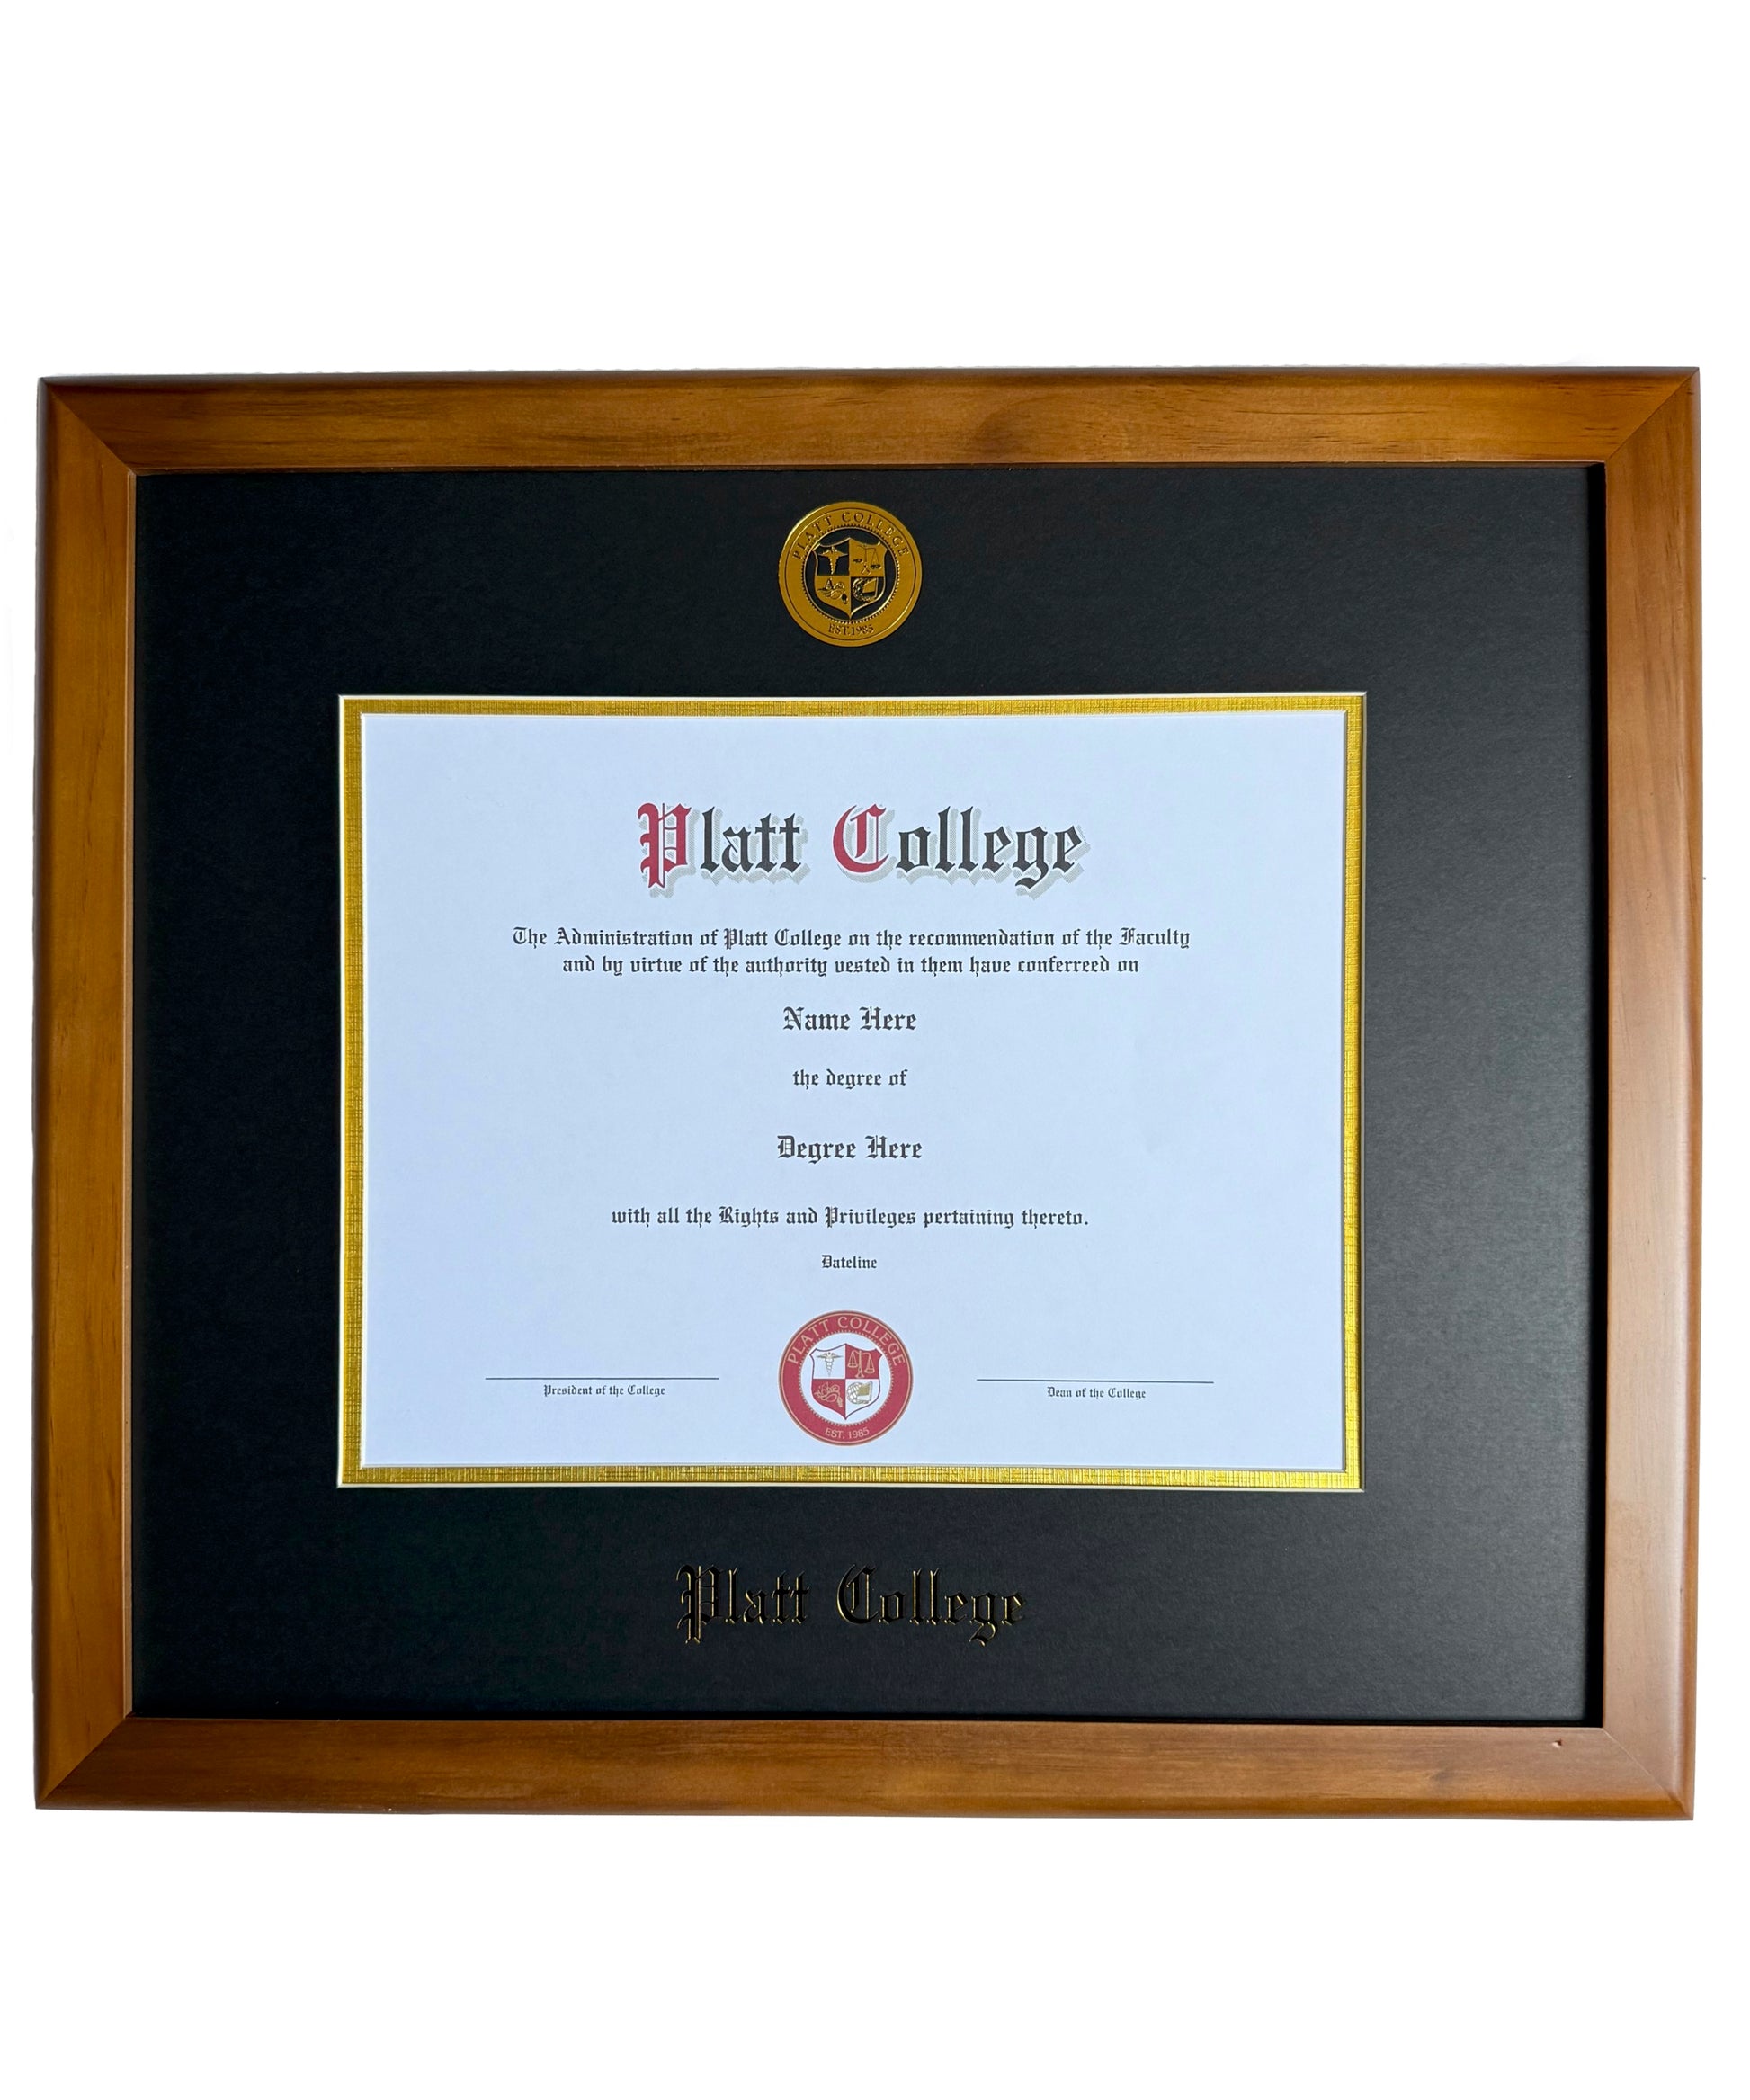 PLATT COLLEGE
EST.1985
Platt College
The Administration of Platt College on the recommendation of the Faculty
and by virtue of the authority vested in them have conferreed on
Name Here
the degree of
Degree Here
with all the Rights and Privileges pertaining thereto.
Dateline
PLATT COLLEGE
EST. 1985
President of the College
Dean of the College
Platt College